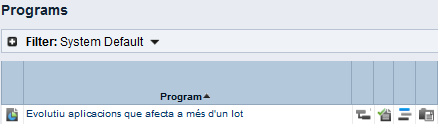 Programs
Filter: System Default
Program
Evolutiu aplicacions que afecta a més d'un lot